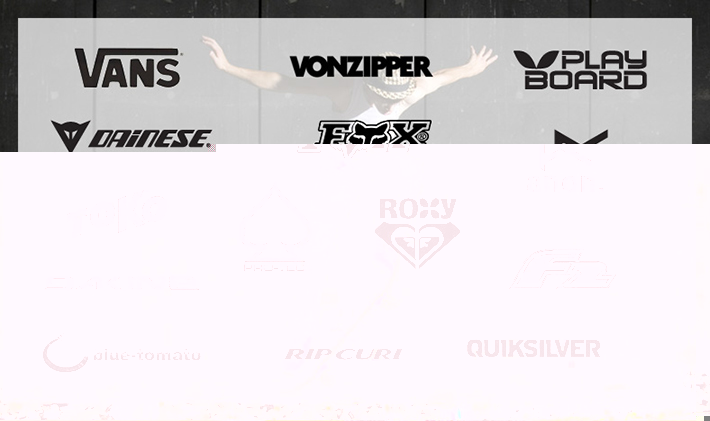 VANS
VONZIPPER
PLAY
BOARD
DAINESE®
FOX®
ROXY
blue-tomato
RIP CURL
QUIKSILVER